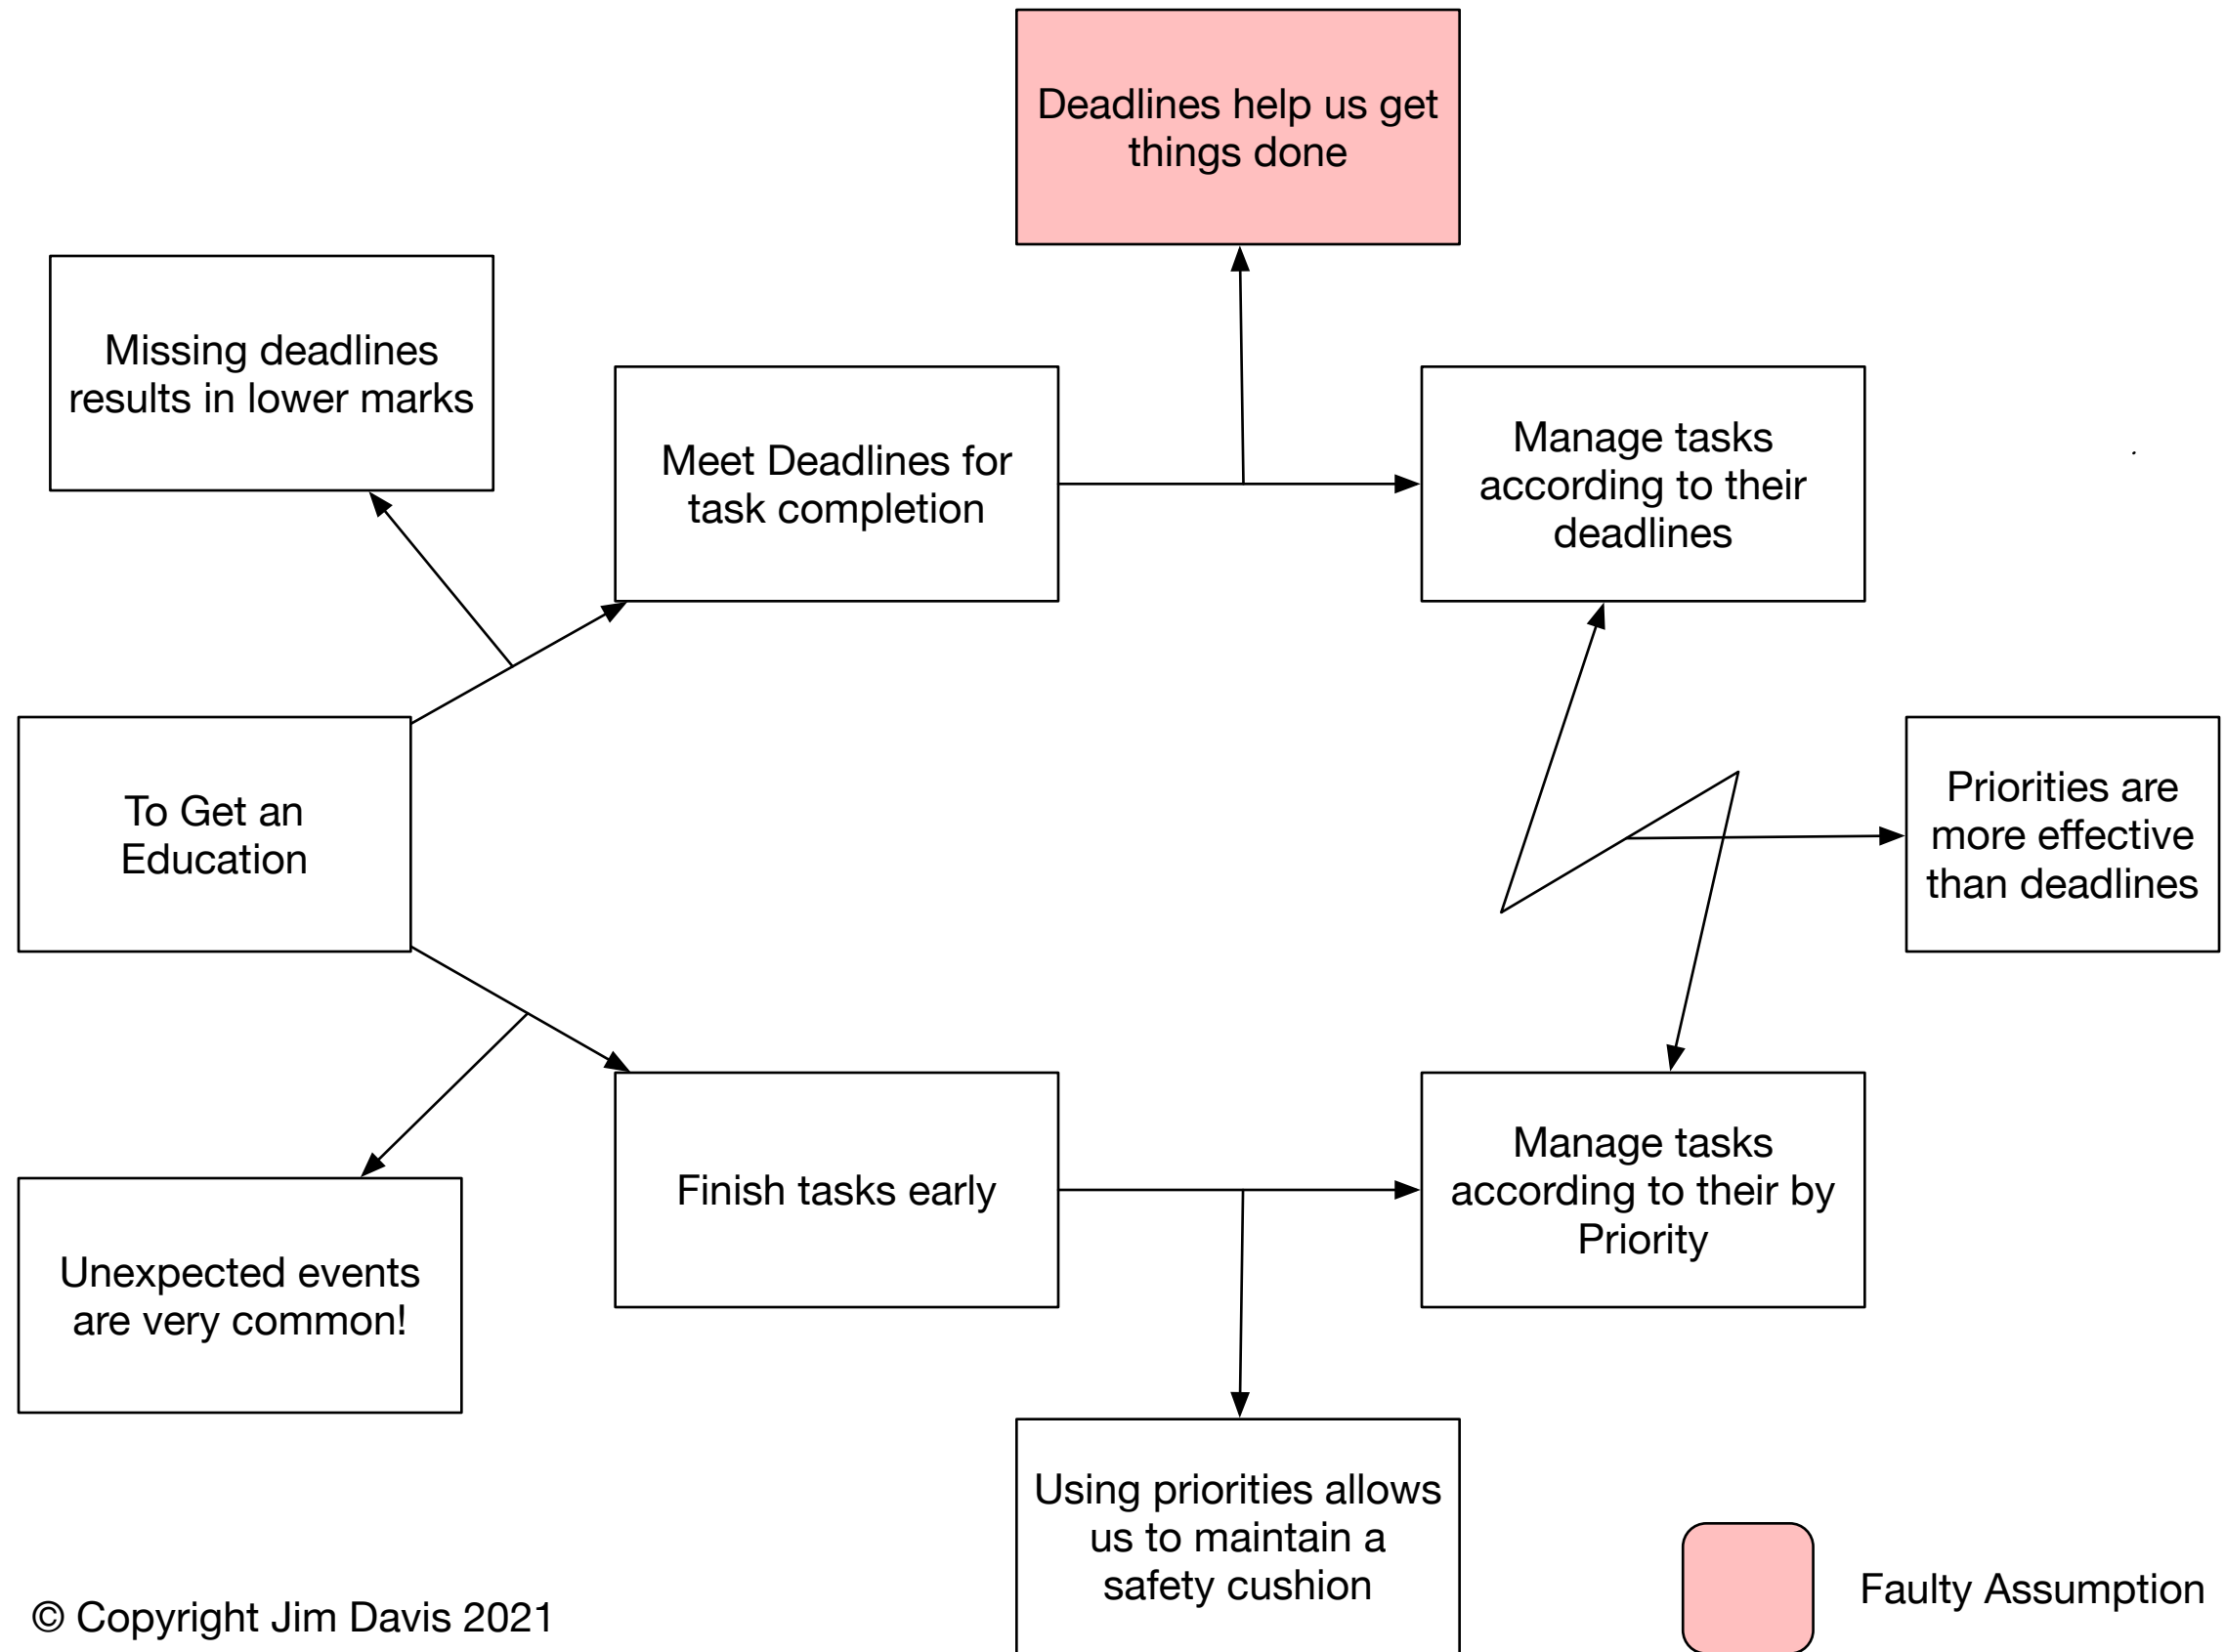 Deadlines help us get
things done
Missing deadlines
results in lower marks
Meet Deadlines for
task completion
Manage tasks
according to their
deadlines
To Get an
Education
Priorities are
more effective
than deadlines
Unexpected events
are very common!
Finish tasks early
Manage tasks
according to their by
Priority
Using priorities allows
us to maintain a
safety cushion
Faulty Assumption
© Copyright Jim Davis 2021